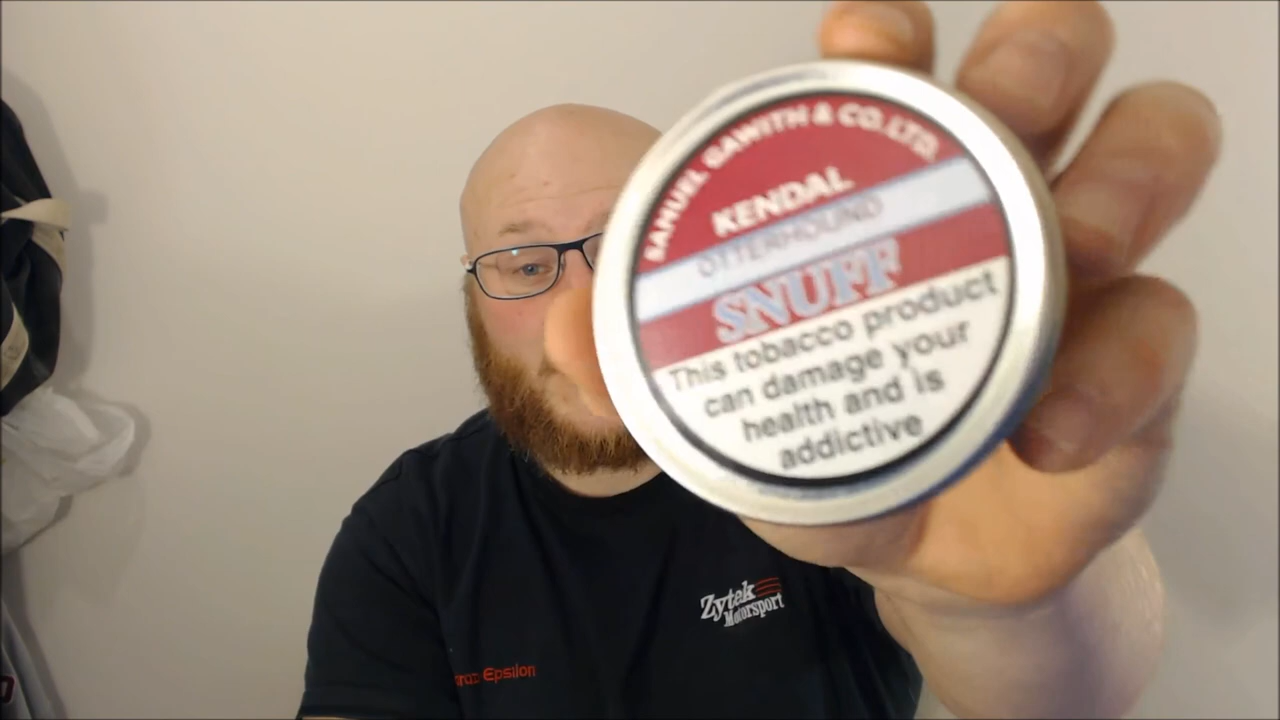 SAMUEL GAWITH & CO.LTD.
KENDAL
OTTERHOUND
SNUFF
This tobacco product
can damage your
health and is
addictive
Zytek
Motorsport
Epsilon